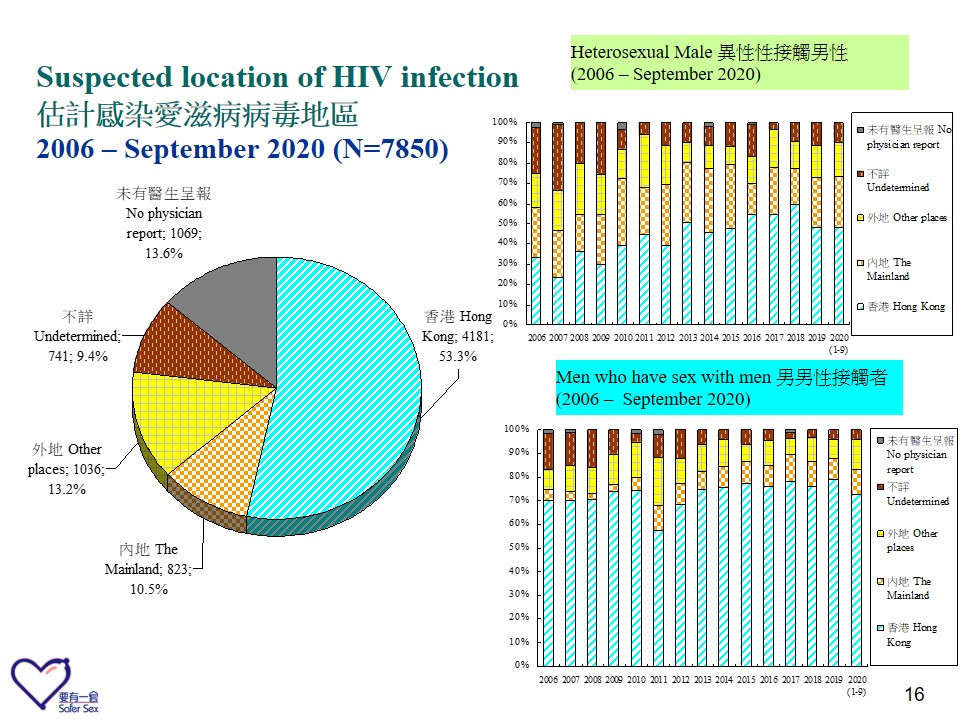 Suspected location of HIV infection
估計感染愛滋病病毒地區
2006 – September 2020 (N=7850)
未有醫生呈報
No physician
report; 1069;
13.6%
不詳
Undetermined;
741; 9.4%
外地 Other
places; 1036;
13.2%
內地 The
Mainland; 823;
10.5%
香港 Hong
Kong; 4181;
53.3%
Heterosexual Male 異性性接觸男性
(2006 – September 2020)
100%
90%
80%
70%
60%
50%
40%
30%
20%
10%
0%
2006 2007 2008 2009 2010 2011 2012 2013 2014 2015 2016 2017 2018 2019 2020
(1-9)
未有醫生呈報 No
physician report
不詳
Undetermined
外地 Other places
內地 The
Mainland
香港 Hong Kong
Men who have sex with men 男男性接觸者
(2006 – September 2020)
100%
90%
80%
70%
60%
50%
40%
30%
20%
10%
0%
2006 2007 2008 2009 2010 2011 2012 2013 2014 2015 2016 2017 2018 2019 2020
(1-9)
未有醫生呈報
No physician
report
不詳
Undetermined
外地 Other
places
內地 The
Mainland
香港 Hong
Kong
要有一套
Safer Sex
16